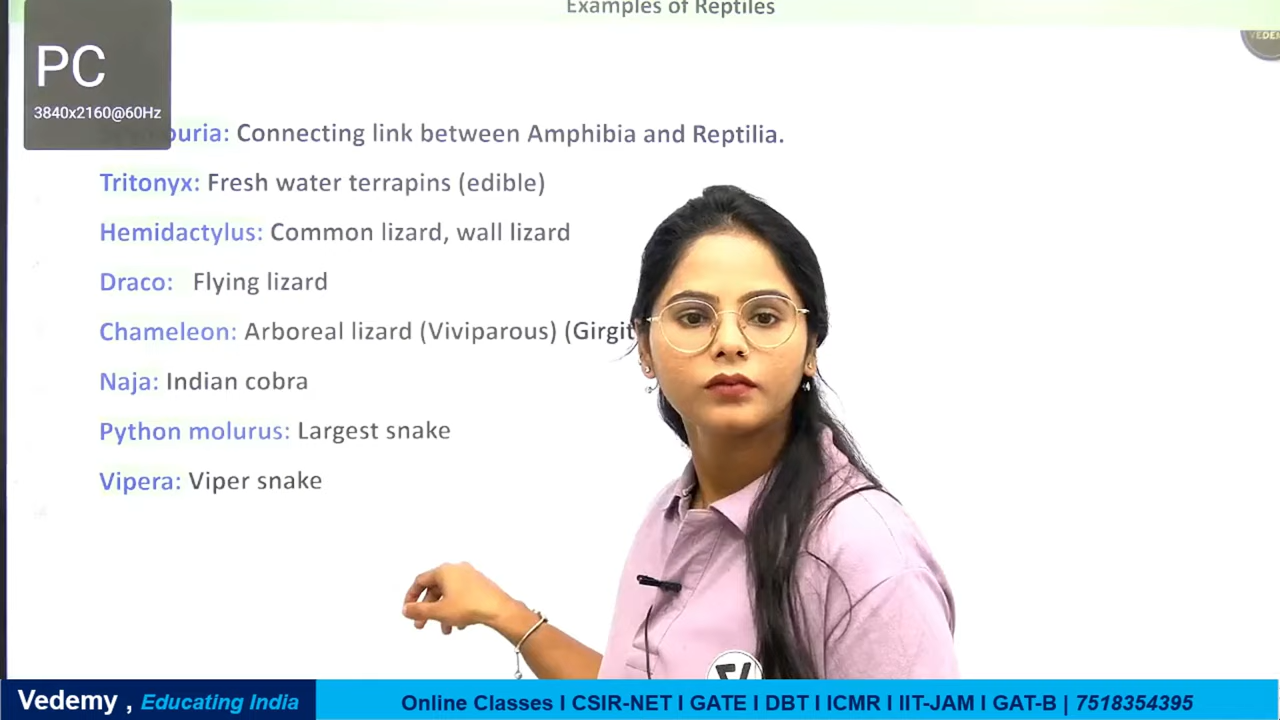 Examples of Reptiles
PC
3840x2160@60Hz
VEDEM
ouria: Connecting link between Amphibia and Reptilia.
Tritonyx: Fresh water terrapins (edible)
Hemidactylus: Common lizard, wall lizard
Draco: Flying lizard
Chameleon: Arboreal lizard (Viviparous) (Girgit
Naja: Indian cobra
Python molurus: Largest snake
Vipera: Viper snake
Vedemy , Educating India
Online Classes I CSIR-NET I GATE I DBT I ICMR I IIT-JAM I GAT-B | 7518354395